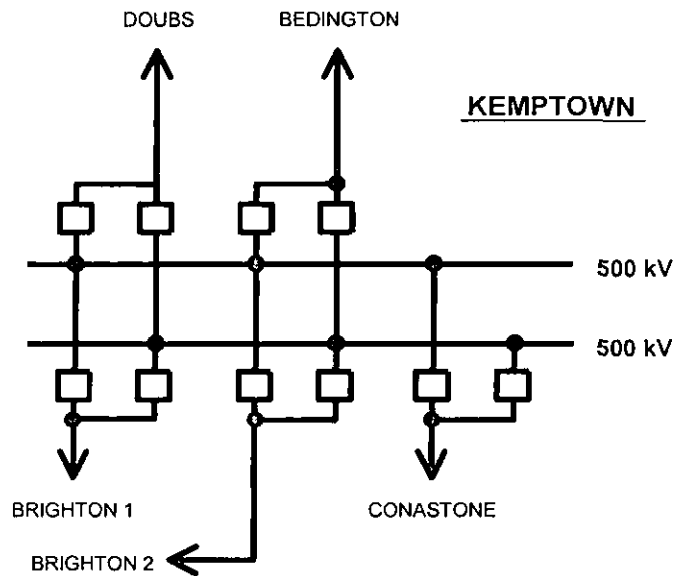 DOUBS
BEDINGTON
KEMPTOWN
500 kV
500 kV
BRIGHTON 1
CONASTONE
BRIGHTON 2